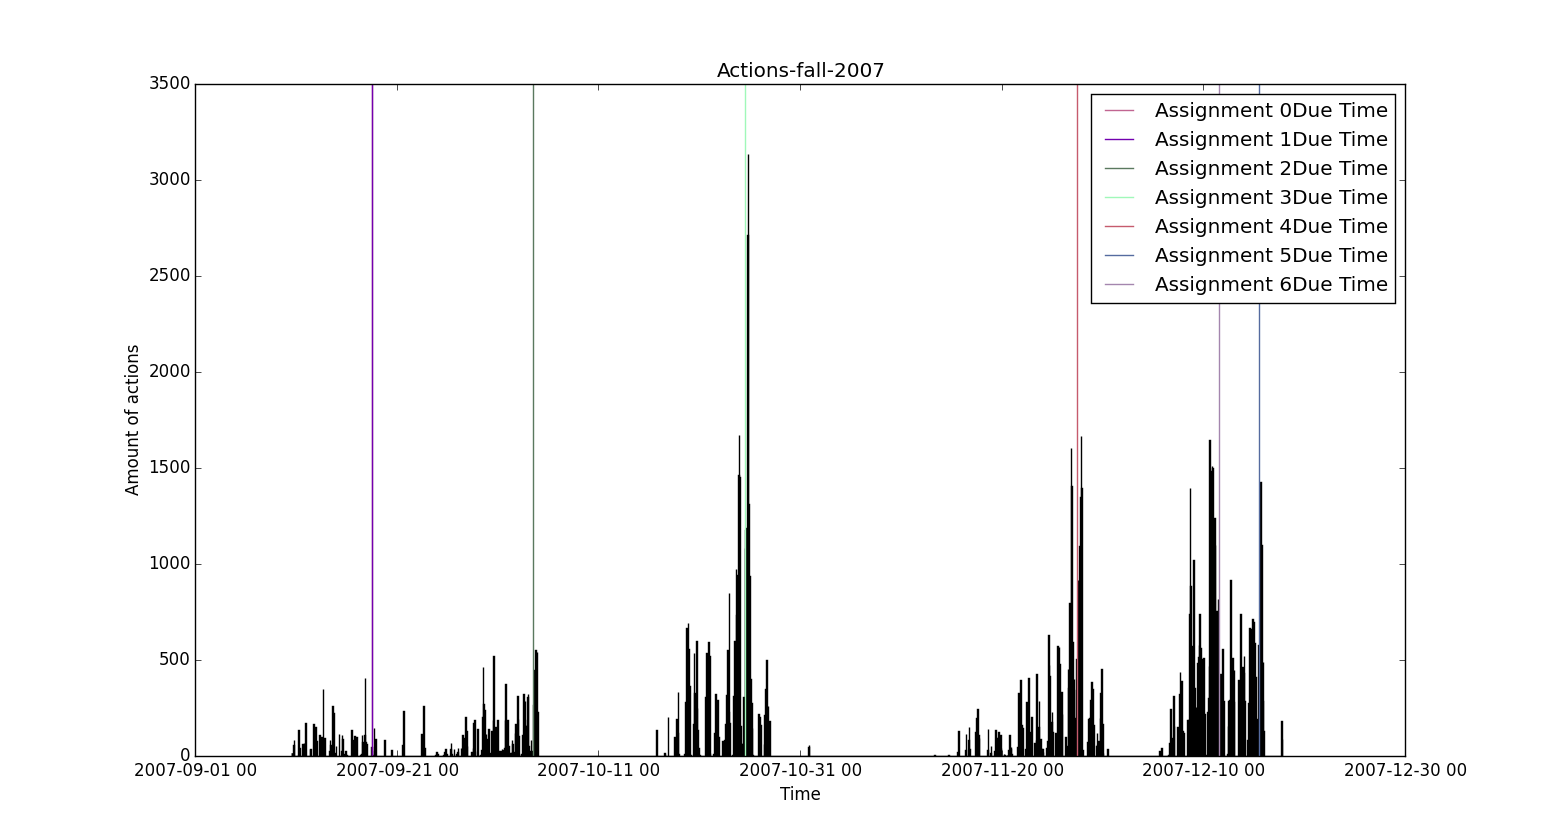 Actions-fall-2007
3500
3000
2500
2000
1500
1000
500
0
Amount of actions
Assignment 0Due Time
Assignment 1Due Time
Assignment 2Due Time
Assignment 3Due Time
Assignment 4Due Time
Assignment 5Due Time
Assignment 6Due Time
2007-09-01 00
2007-09-21 00
2007-10-11 00
2007-10-31 00
2007-11-20 00
2007-12-10 00
2007-12-30 00
Time